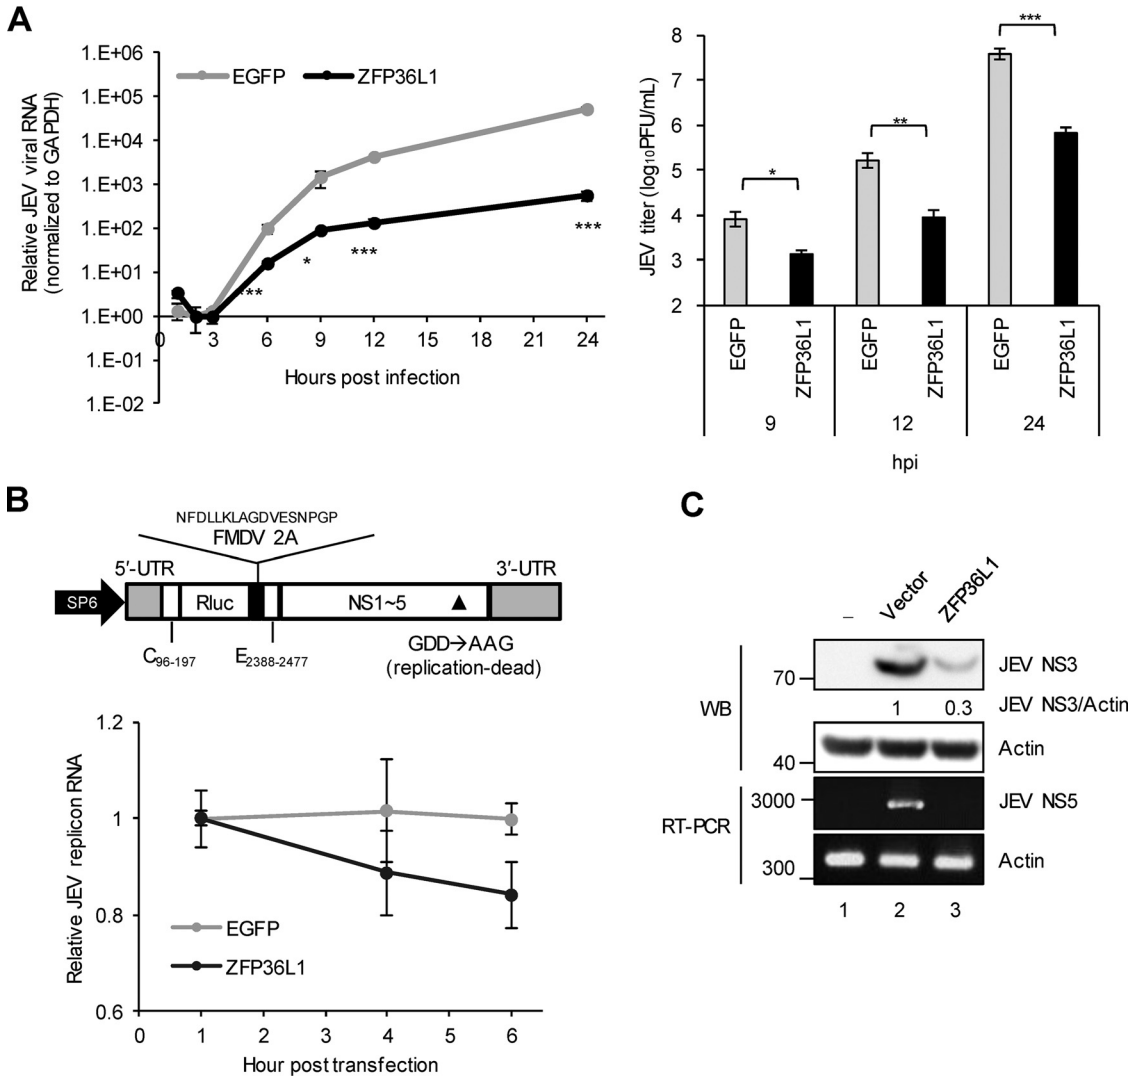 A
Relative JEV viral RNA
(normalized to GAPDH)
1.E+06
1.E+05
1.E+04
1.E+03
1.E+02
1.E+01
1.E+00
1.E-01
1.E-02
EGFP ZFP36L1
*** * *** ***
0 3 6 9 12 15 18 21 24
Hours post infection
JEV titer (log10PFU/mL)
8
7
6
5
4
3
2
* ** ***
EGFP ZFP36L1 EGFP ZFP36L1 EGFP ZFP36L1
9 12 24
hpi
B
NFDLLKLAGDVESNPGP
FMDV 2A
5′-UTR 3′-UTR
SP6 Rluc NS1~5 ▲
C96-197 E2388-2477 GDD→AAG
(replication-dead)
Relative JEV replicon RNA
1.2
1
0.8
0.6
EGFP
ZFP36L1
0 1 2 3 4 5 6
Hour post transfection
C
– Vector ZFP36L1
WB
70 JEV NS3
1 0.3 JEV NS3/Actin
40 Actin
RT-PCR
3000 JEV NS5
300 Actin
1 2 3